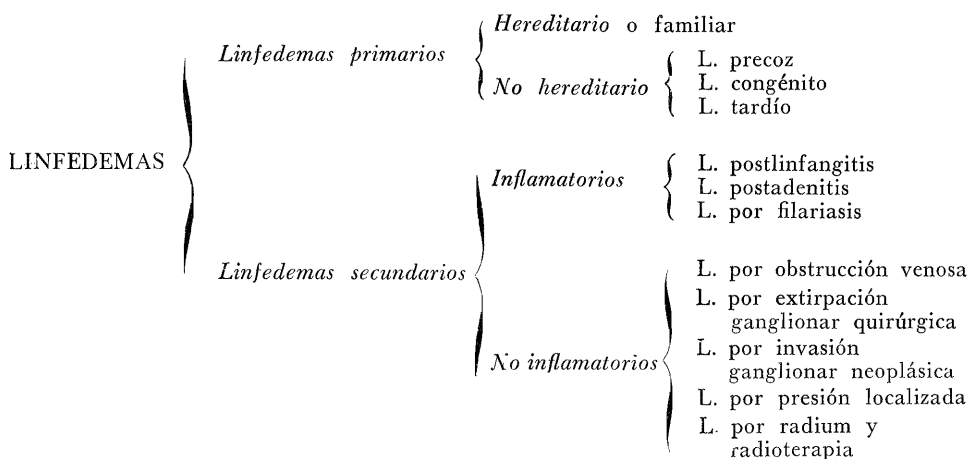 Hereditario o familiar
Linfedemas primarios
No hereditario
L. precoz
L. congénito
L. tardío
LINFEDEMAS
Inflamatorios
L. postlinfangitis
L. postadenitis
L. por filariasis
Linfedemas secundarios
No inflamatorios
L. por obstrucción venosa
L. por extirpación
ganglionar quirúrgica
L. por invasión
ganglionar neoplásica
L. por presión localizada
L. por radium y
radioterapia